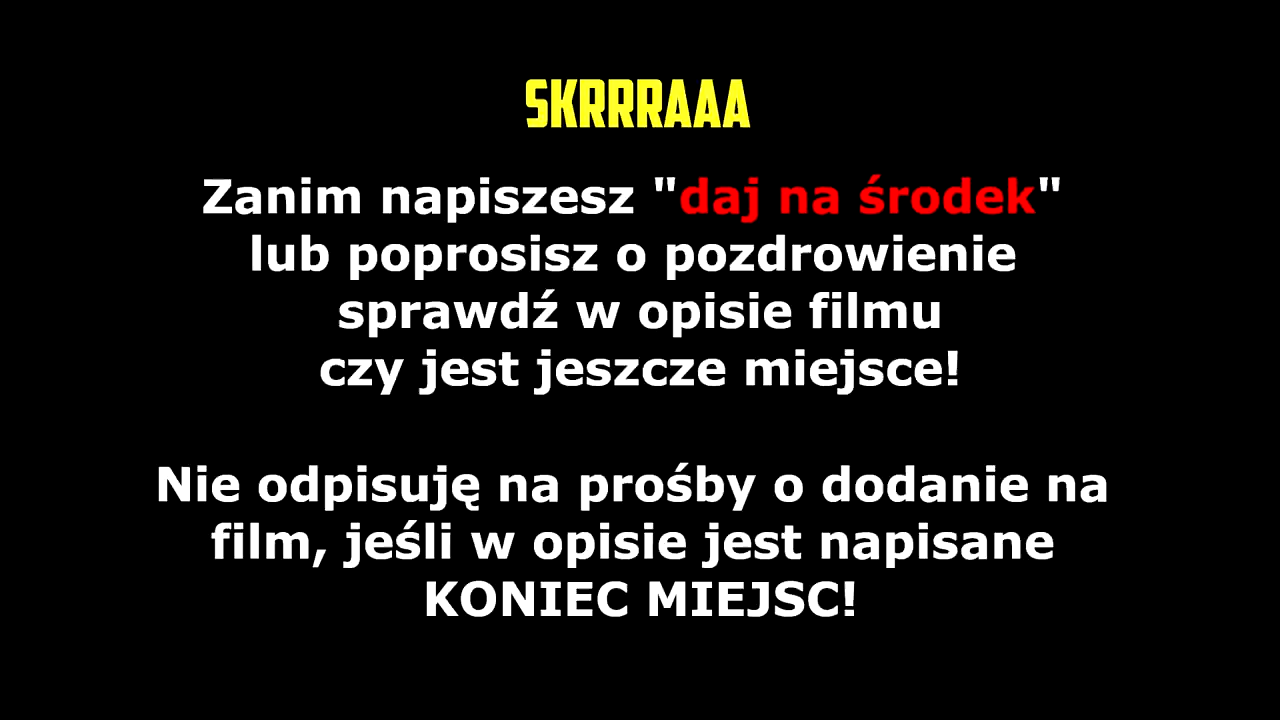 SKRRRAAA
Zanim napiszesz "daj na środek"
lub poprosisz o pozdrowienie
sprawdź w opisie filmu
czy jest jeszcze miejsce!
Nie odpisuję na prośby o dodanie na
film, jeśli w opisie jest napisane
KONIEC MIEJSC!